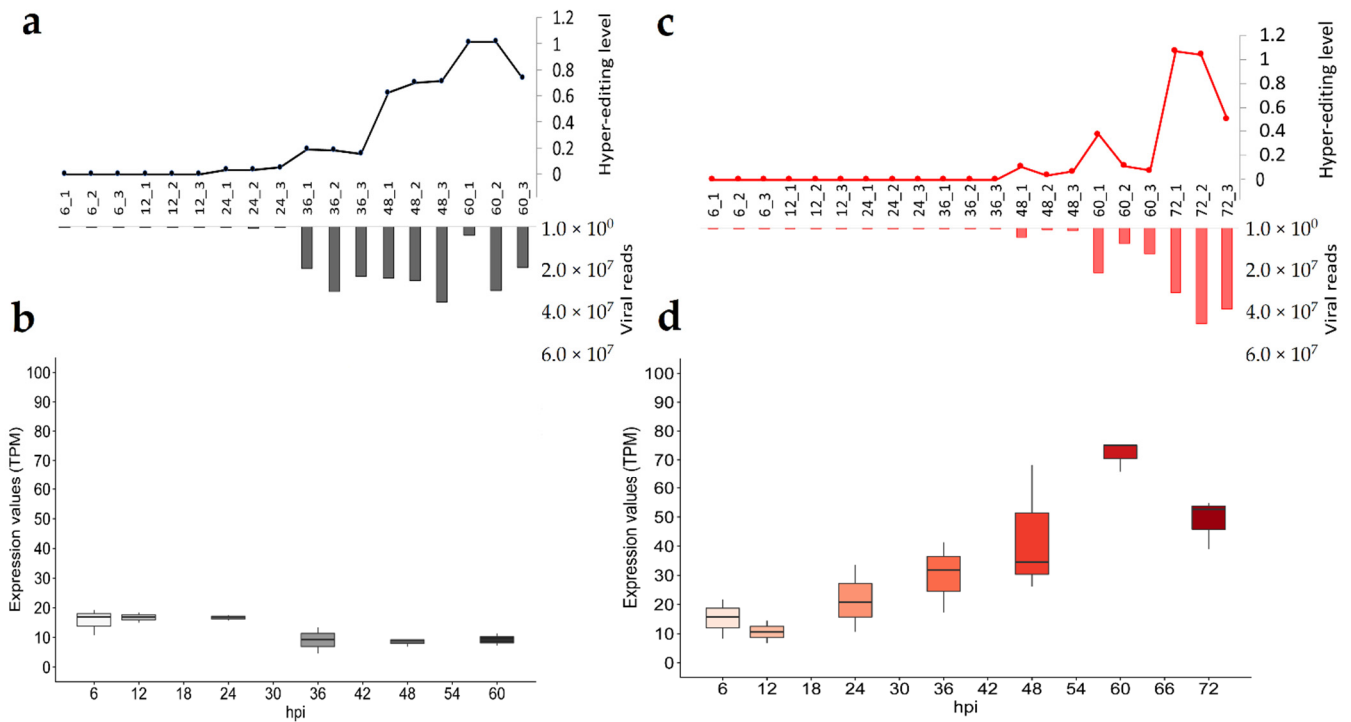 a
1.2
1
0.8
0.6
0.4
0.2
0
Hyper-editing level
6_1 6_2 6_3 12_1 12_2 12_3 24_1 24_2 24_3 36_1 36_2 36_3 48_1 48_2 48_3 60_1 60_2 60_3
1.0 × 10⁰
2.0 × 10⁷
4.0 × 10⁷
6.0 × 10⁷
Viral reads
b
Expression values (TPM)
100
90
80
70
60
50
40
30
20
10
0
6 12 18 24 30 36 42 48 54 60
hpi
c
1.2
1
0.8
0.6
0.4
0.2
0
Hyper-editing level
6_1 6_2 6_3 12_1 12_2 12_3 24_1 24_2 24_3 36_1 36_2 36_3 48_1 48_2 48_3 60_1 60_2 60_3 72_1 72_2 72_3
1.0 × 10⁰
2.0 × 10⁷
4.0 × 10⁷
6.0 × 10⁷
Viral reads
d
Expression values (TPM)
100
90
80
70
60
50
40
30
20
10
0
6 12 18 24 30 36 42 48 54 60 66 72
hpi